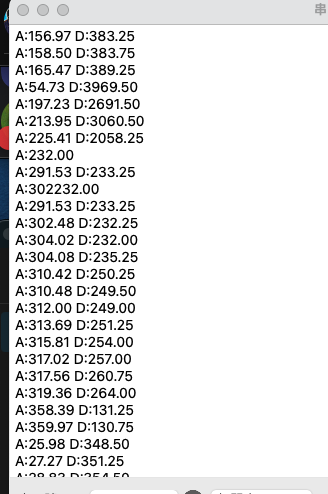 串
A:156.97 D:383.25
A:158.50 D:383.75
A:165.47 D:389.25
A:54.73 D:3969.50
A:197.23 D:2691.50
A:213.95 D:3060.50
A:225.41 D:2058.25
A:232.00
A:291.53 D:233.25
A:302232.00
A:291.53 D:233.25
A:302.48 D:232.25
A:304.02 D:232.00
A:304.08 D:235.25
A:310.42 D:250.25
A:310.48 D:249.50
A:312.00 D:249.00
A:313.69 D:251.25
A:315.81 D:254.00
A:317.02 D:257.00
A:317.56 D:260.75
A:319.36 D:264.00
A:358.39 D:131.25
A:359.97 D:130.75
A:25.98 D:348.50
A:27.27 D:351.25